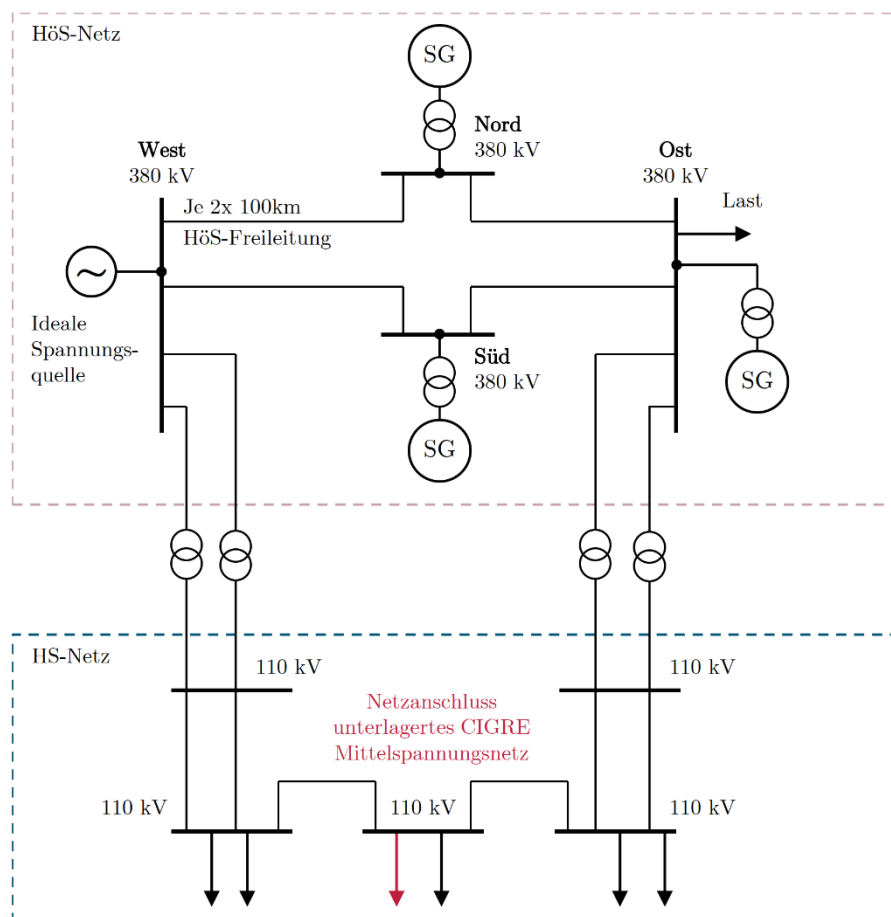 HöS-Netz
SG
Nord
380 kV
West
380 kV
Ost
380 kV
Je 2x 100km
HöS-Freileitung
Last
~
Ideale
Spannungs-
quelle
Süd
380 kV
SG
SG
HS-Netz
110 kV
110 kV
Netzanschluss
unterlagertes CIGRE
Mittelspannungsnetz
110 kV
110 kV
110 kV